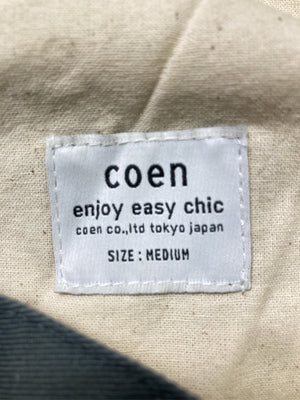 coen
enjoy easy chic
coen co.,ltd tokyo japan
SIZE : MEDIUM